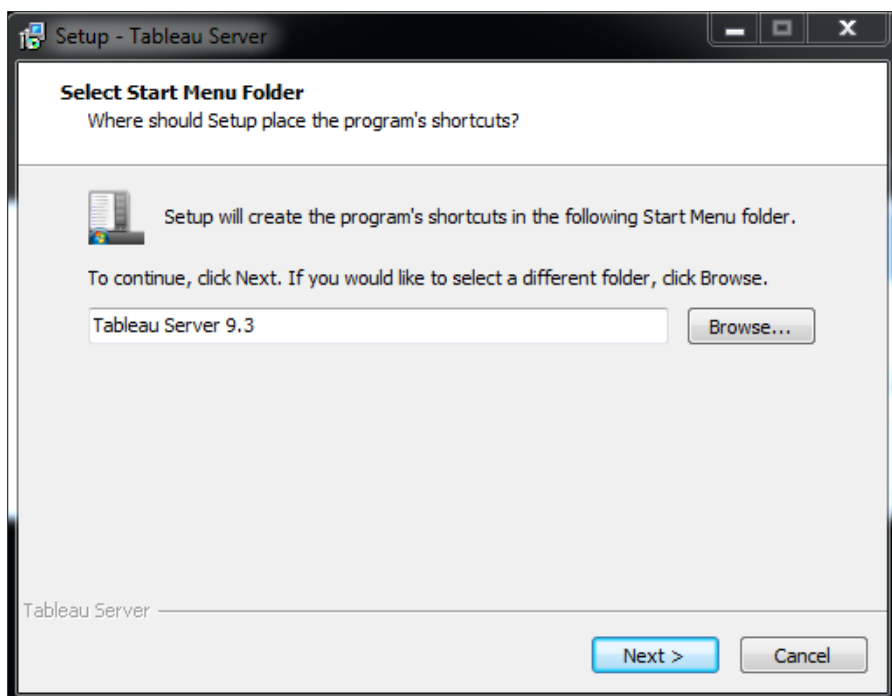 Setup - Tableau Server
Select Start Menu Folder
Where should Setup place the program's shortcuts?
Setup will create the program's shortcuts in the following Start Menu folder.
To continue, click Next. If you would like to select a different folder, click Browse.
Tableau Server 9.3
Browse...
Tableau Server
Next >
Cancel